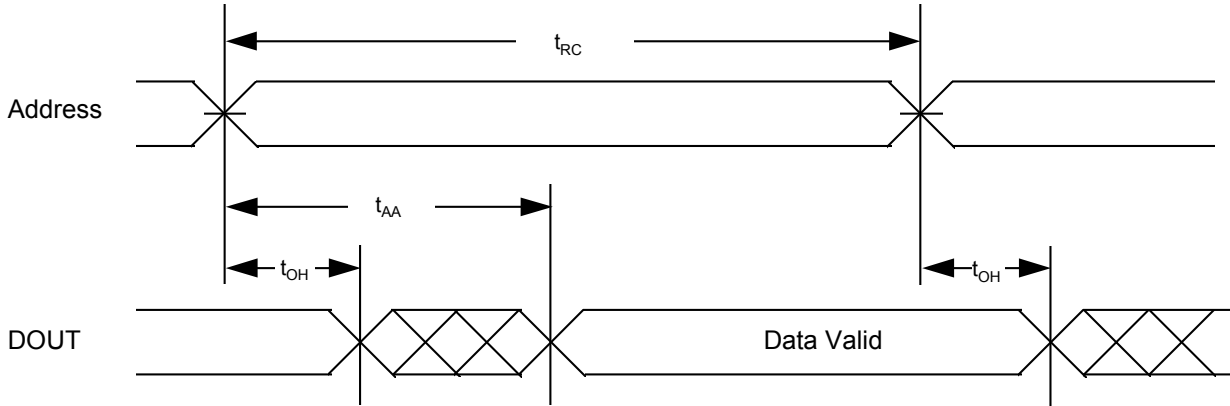 tRC
Address
tAA
tOH
tOH
DOUT
Data Valid